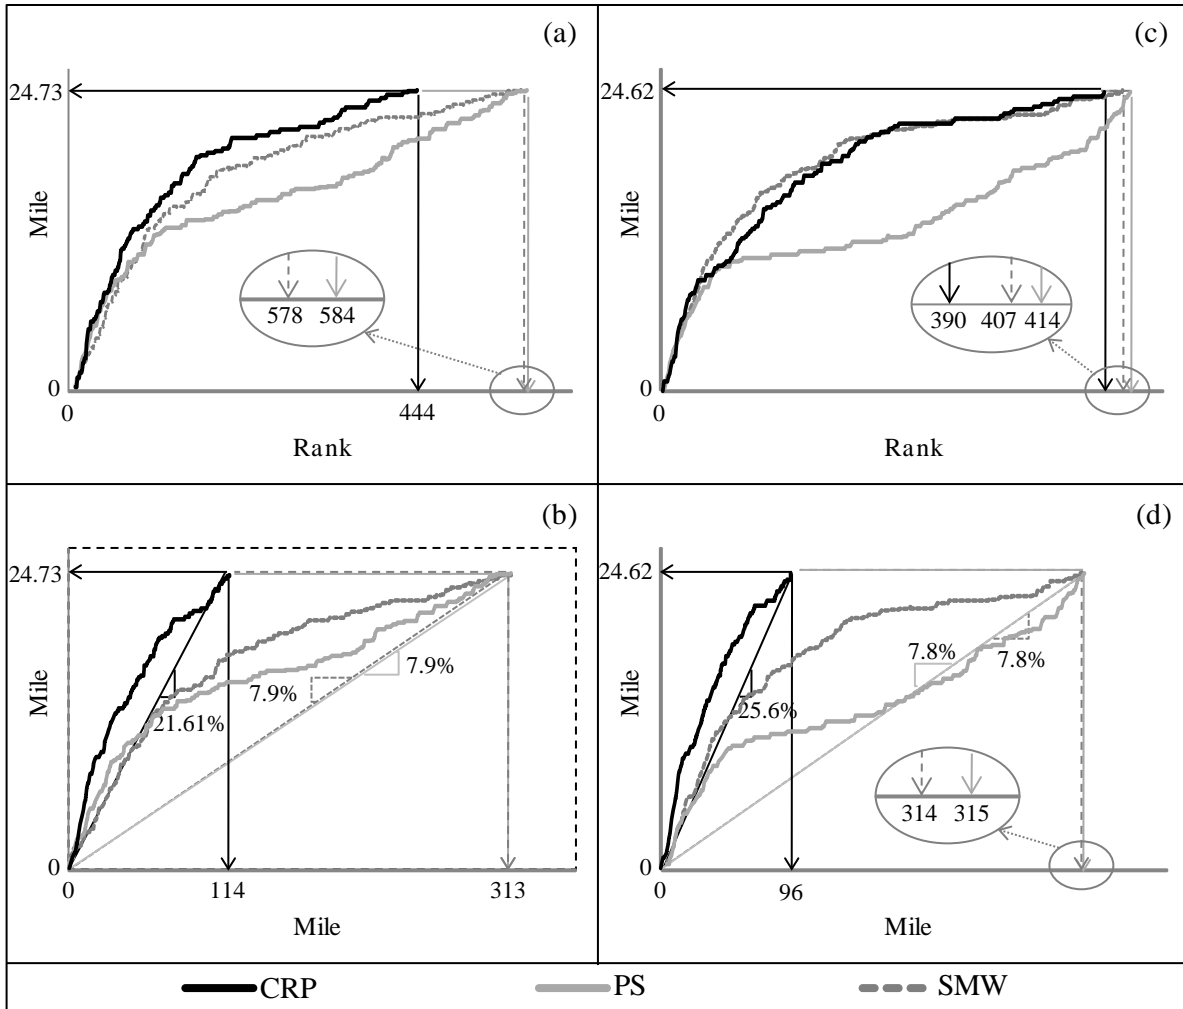 (a)
24.73
Mile
578 584
0
0
444
Rank
(c)
24.62
Mile
390 407 414
0
0
Rank
(b)
24.73
Mile
7.9%
7.9%
21.61%
0
0
114
313
Mile
(d)
24.62
Mile
7.8%
7.8%
25.6%
314 315
0
0
96
Mile
CRP
PS
SMW